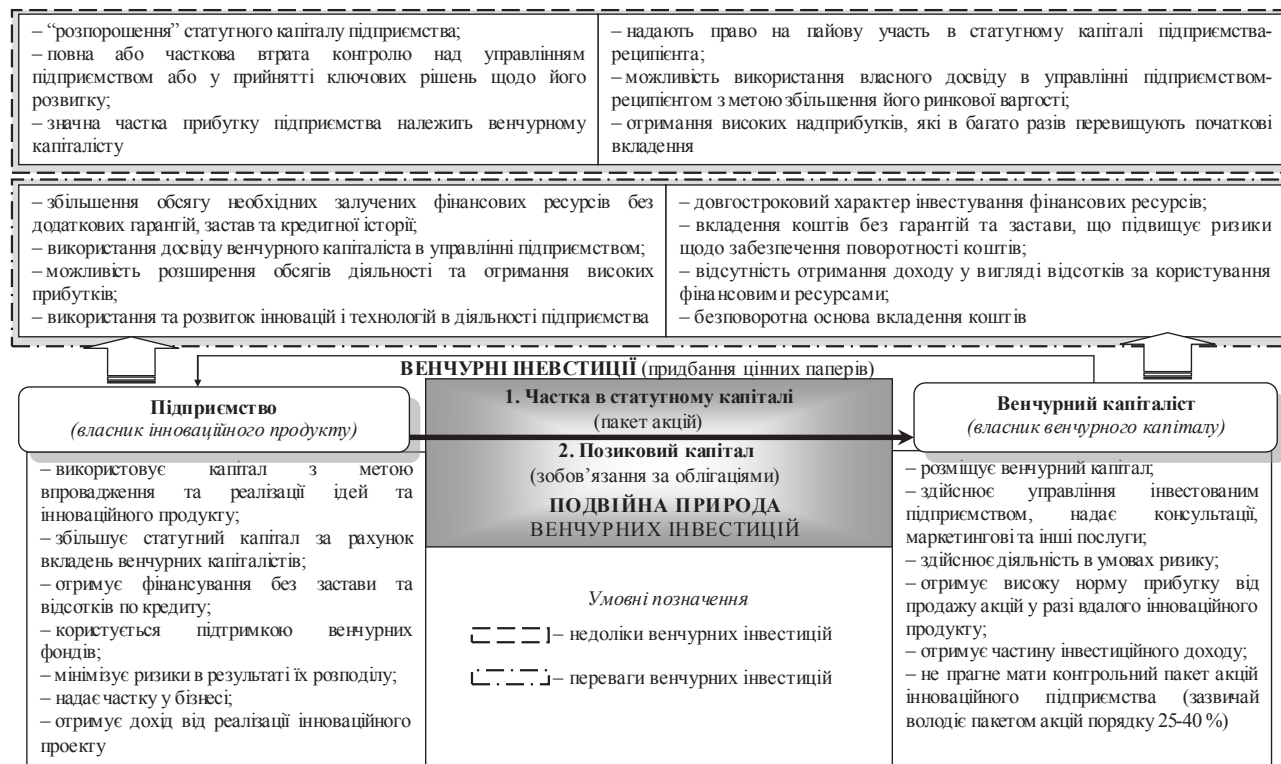 – “розпорошення” статутного капіталу підприємства;
– повна або часткова втрата контролю над управлінням
підприємством або у прийнятті ключових рішень щодо його
розвитку;
– значна частка прибутку підприємства належить венчурному
капіталісту
– надають право на пайову участь в статутному капіталі підприємства-
реципієнта;
– можливість використання власного досвіду в управлінні підприємством-
реципієнтом з метою збільшення його ринкової вартості;
– отримання високих надприбутків, які в багато разів перевищують початкові
вкладення
– збільшення обсягу необхідних залучених фінансових ресурсів без
додаткових гарантій, застав та кредитної історії;
– використання досвіду венчурного капіталіста в управлінні підприємством;
– можливість розширення обсягів діяльності та отримання високих
прибутків;
– використання та розвиток інновацій і технологій в діяльності підприємства
– довгостроковий характер інвестування фінансових ресурсів;
– вкладення коштів без гарантій та застави, що підвищує ризики
щодо забезпечення поворотності коштів;
– відсутність отримання доходу у вигляді відсотків за користування
фінансовими ресурсами;
– безповоротна основа вкладення коштів
ВЕНЧУРНІ ІНЕВСТИЦІЇ (придбання цінних паперів)
Підприємство
(власник інноваційного продукту)
1. Частка в статутному капіталі
(пакет акцій)
2. Позиковий капітал
(зобов’язання за облігаціями)
ПОДВІЙНА ПРИРОДА
ВЕНЧУРНИХ ІНВЕСТИЦІЙ
Венчурний капіталіст
(власник венчурного капіталу)
– використовує капітал з метою
впровадження та реалізації ідей та
інноваційного продукту;
– збільшує статутний капітал за рахунок
вкладень венчурних капіталістів;
– отримує фінансування без застави та
відсотків по кредиту;
– користується підтримкою венчурних
фондів;
– мінімізує ризики в результаті їх розподілу;
– надає частку у бізнесі;
– отримує дохід від реалізації інноваційного
проекту
Умовні позначення
– недоліки венчурних інвестицій
– переваги венчурних інвестицій
– розміщує венчурний капітал;
– здійснює управління інвестованим
підприємством, надає консультації,
маркетингові та інші послуги;
– здійснює діяльність в умовах ризику;
– отримує високу норму прибутку від
продажу акцій у разі вдалого інноваційного
продукту;
– отримує частину інвестиційного доходу;
– не прагне мати контрольний пакет акцій
інноваційного підприємства (зазвичай
володіє пакетом акцій порядку 25-40 %)